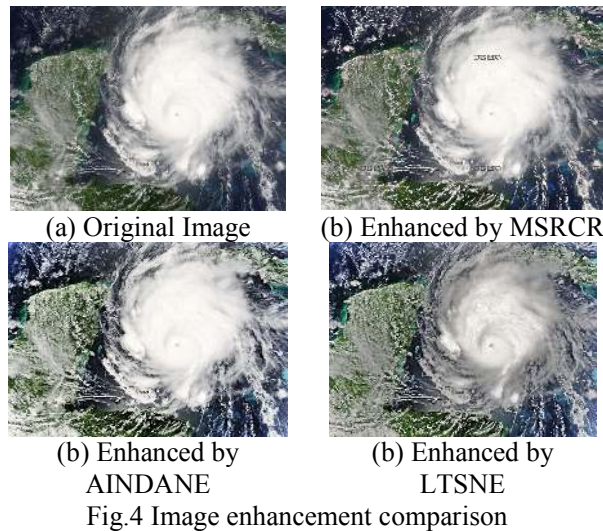 (a) Original Image
(b) Enhanced by MSRCR
(b) Enhanced by
AINDANE
(b) Enhanced by
LTSNE
Fig.4 Image enhancement comparison